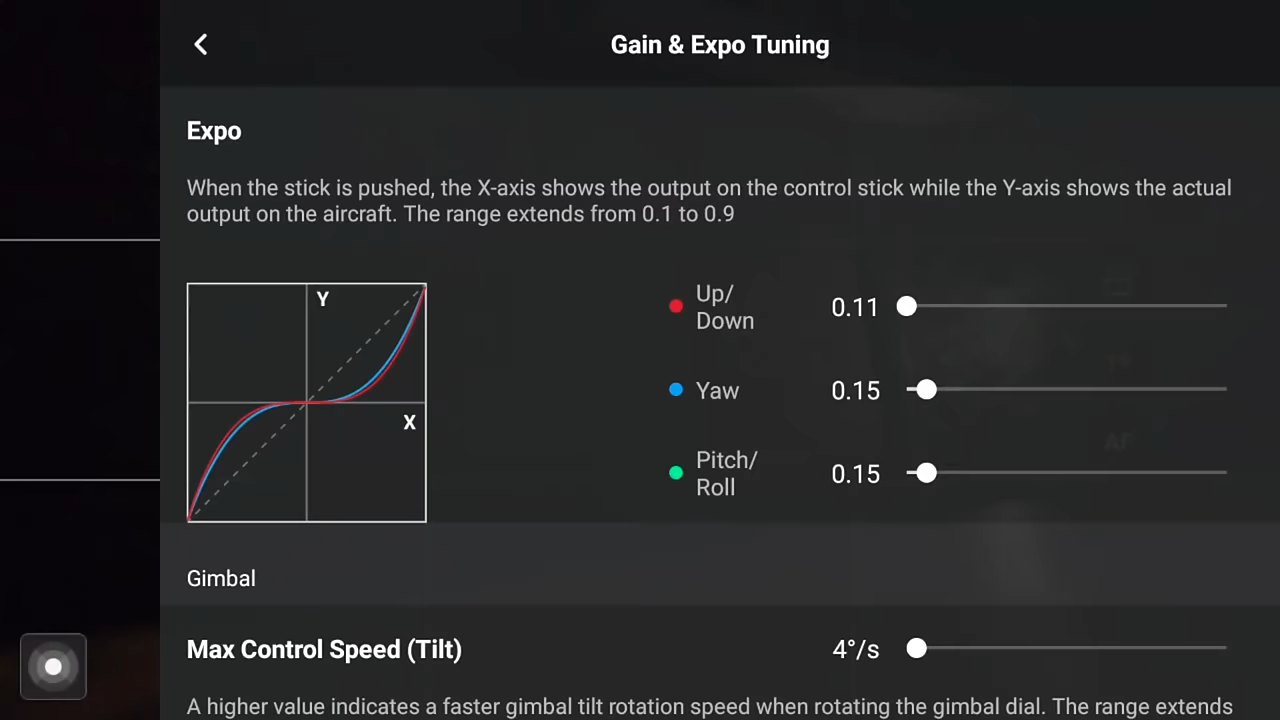 Gain & Expo Tuning
Expo
When the stick is pushed, the X-axis shows the output on the control stick while the Y-axis shows the actual
output on the aircraft. The range extends from 0.1 to 0.9
Y
X
Up/
Down
0.11
Yaw
0.15
Pitch/
Roll
0.15
Gimbal
Max Control Speed (Tilt)
4°/s
A higher value indicates a faster gimbal tilt rotation speed when rotating the gimbal dial. The range extends
AF